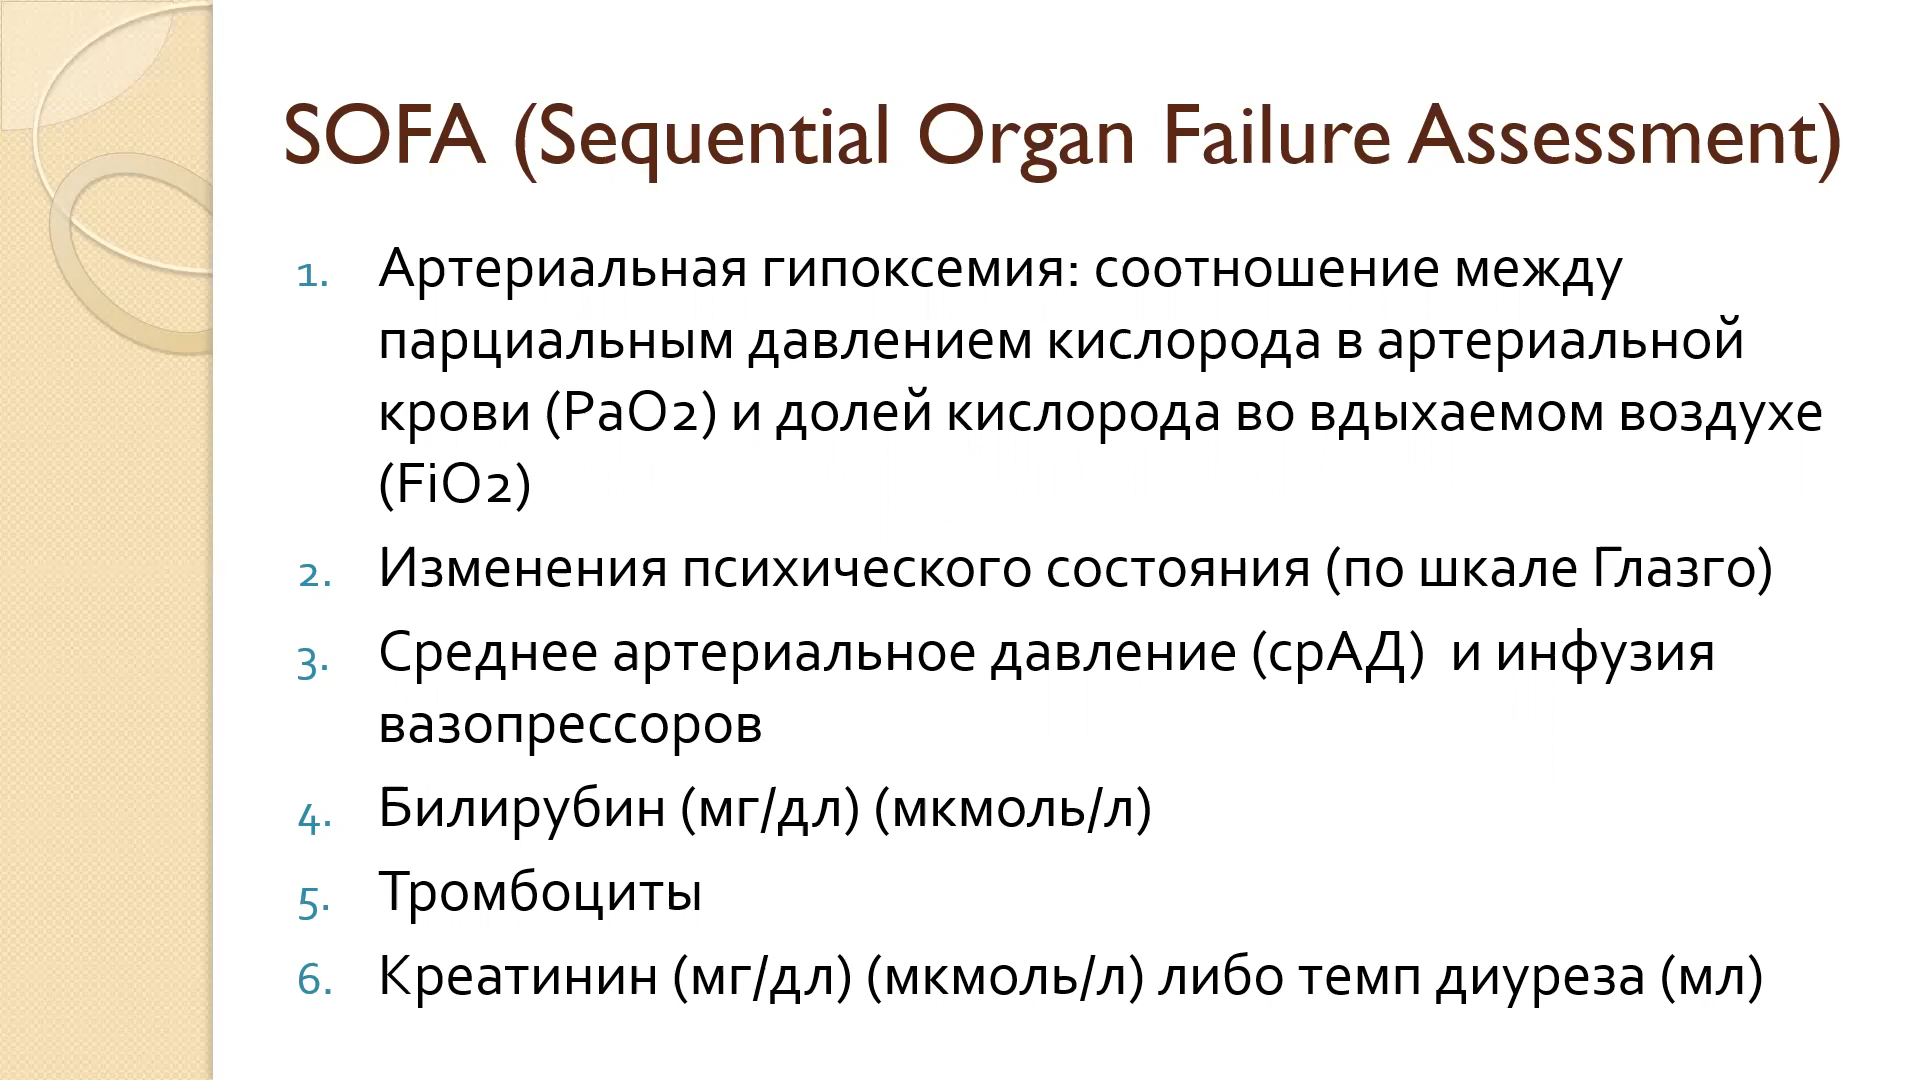 SOFA (Sequential Organ Failure Assessment)
1. Артериальная гипоксемия: соотношение между
парциальным давлением кислорода в артериальной
крови (PaO2) и долей кислорода во вдыхаемом воздухе
(FiO2)
2. Изменения психического состояния (по шкале Глазго)
3. Среднее артериальное давление (срАД)  и инфузия
вазопрессоров
4. Билирубин (мг/дл) (мкмоль/л)
5. Тромбоциты
6. Креатинин (мг/дл) (мкмоль/л) либо темп диуреза (мл)